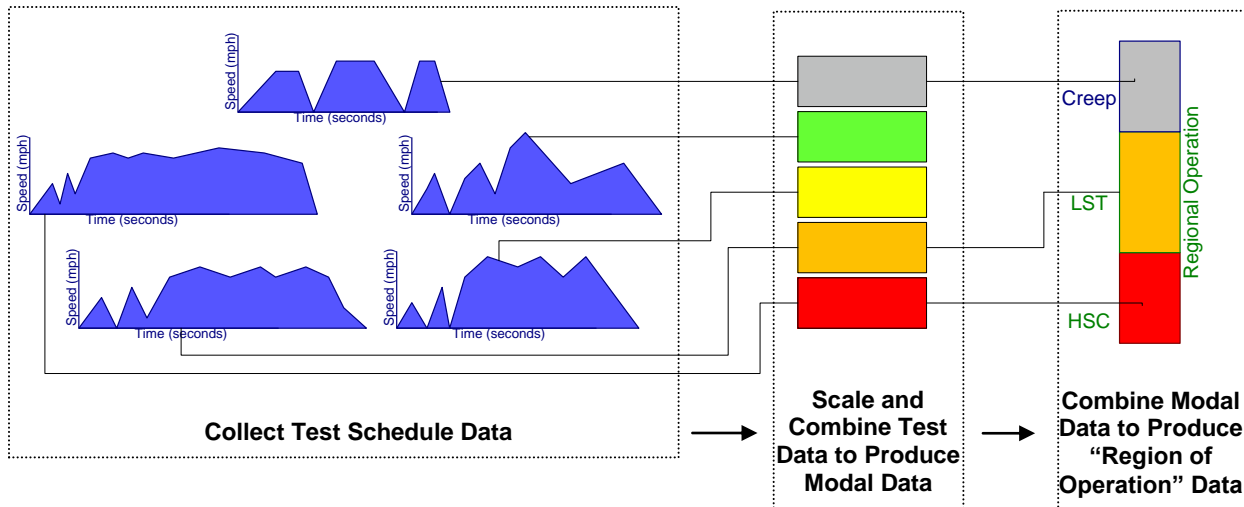 Speed (mph)
Time (seconds)
Speed (mph)
Time (seconds)
Speed (mph)
Time (seconds)
Speed (mph)
Time (seconds)
Speed (mph)
Time (seconds)
Collect Test Schedule Data
Scale and
Combine Test
Data to Produce
Modal Data
Creep
LST
HSC
Regional Operation
Combine Modal
Data to Produce
“Region of
Operation” Data